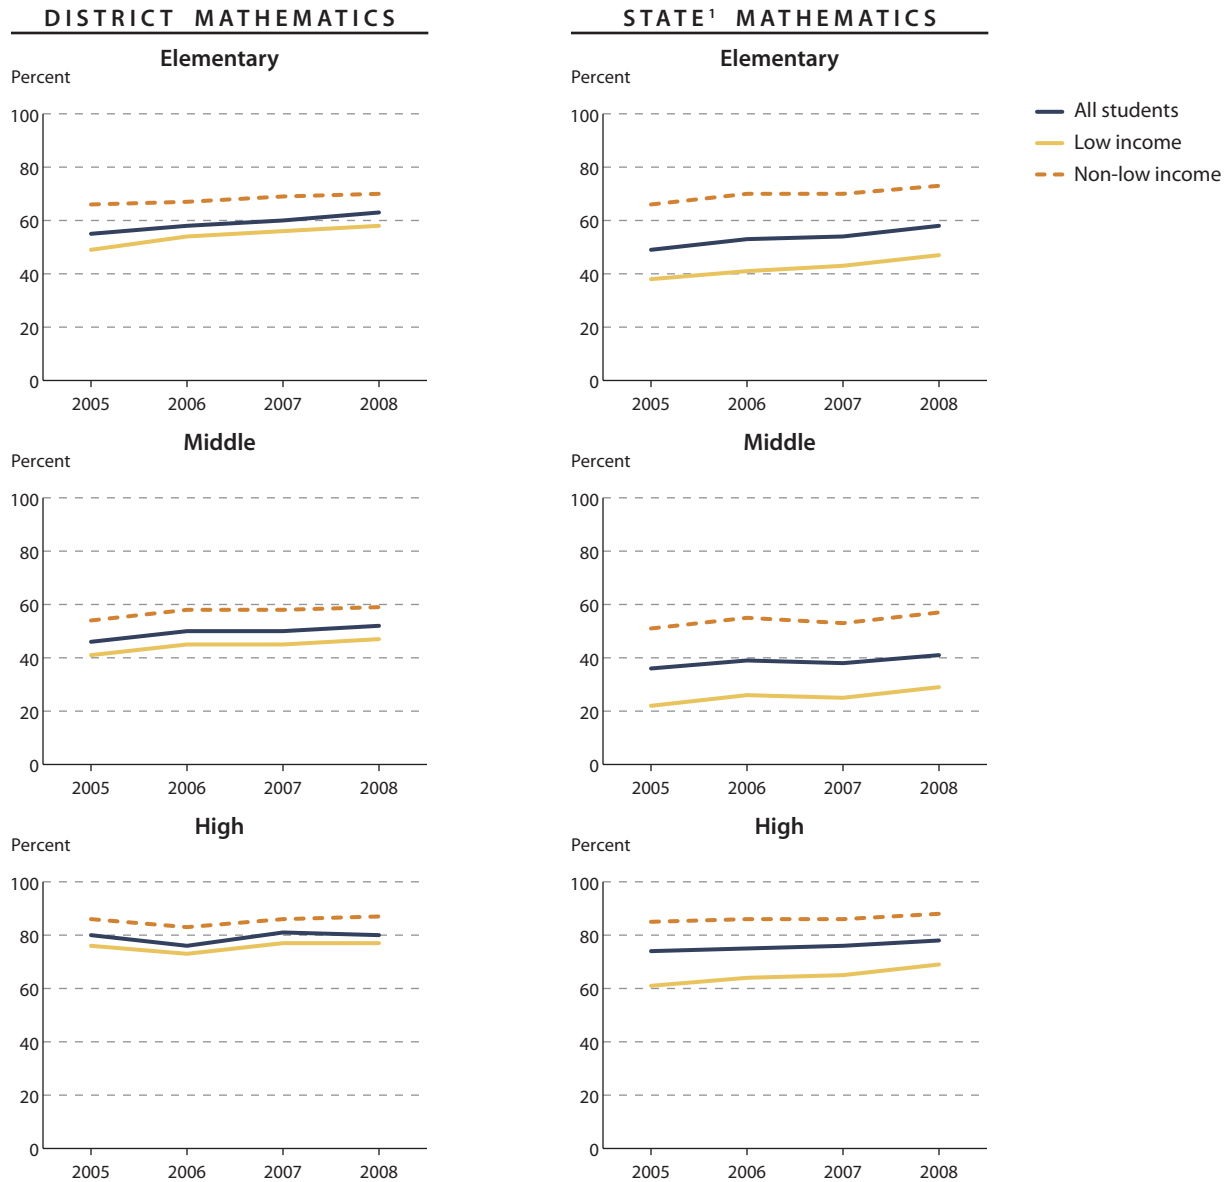 DISTRICT MATHEMATICS
Elementary
Percent
100
80
60
40
20
0
2005 2006 2007 2008
Middle
Percent
100
80
60
40
20
0
2005 2006 2007 2008
High
Percent
100
80
60
40
20
0
2005 2006 2007 2008
STATE¹ MATHEMATICS
Elementary
Percent
100
80
60
40
20
0
2005 2006 2007 2008
Middle
Percent
100
80
60
40
20
0
2005 2006 2007 2008
High
Percent
100
80
60
40
20
0
2005 2006 2007 2008
All students
Low income
Non-low income